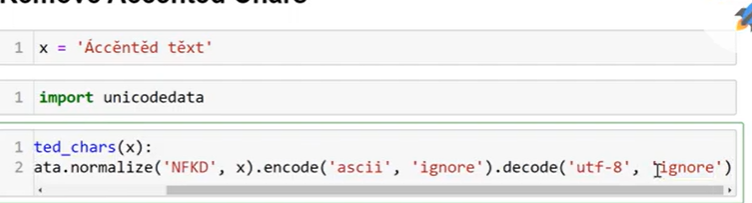 Remove Accented Chars
1 x = 'Áccěntěd těxt'
1 import unicodedata
1 ted_chars(x):
2 ata.normalize('NFKD', x).encode('ascii', 'ignore').decode('utf-8', 'ignore')